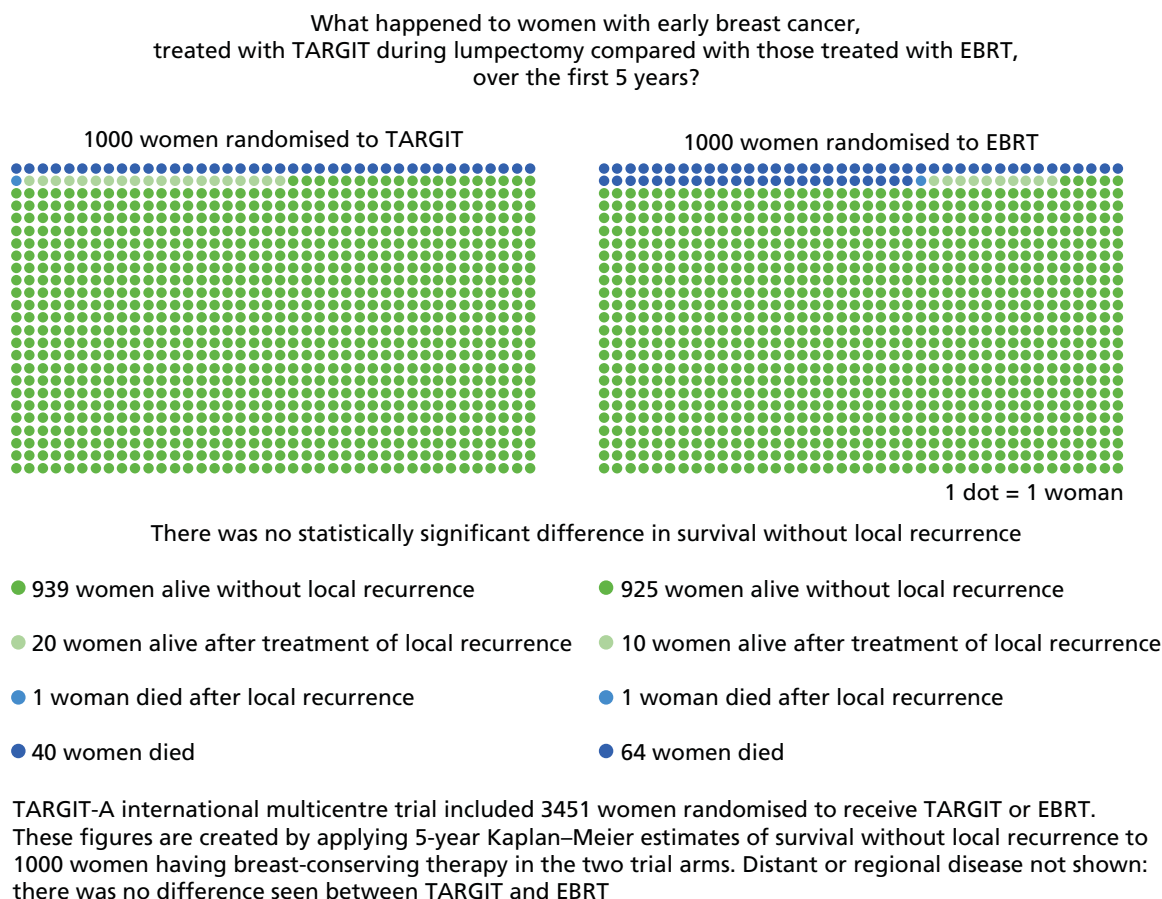 What happened to women with early breast cancer,
treated with TARGIT during lumpectomy compared with those treated with EBRT,
over the first 5 years?
1000 women randomised to TARGIT
1000 women randomised to EBRT
1 dot = 1 woman
There was no statistically significant difference in survival without local recurrence
939 women alive without local recurrence
925 women alive without local recurrence
20 women alive after treatment of local recurrence
10 women alive after treatment of local recurrence
1 woman died after local recurrence
1 woman died after local recurrence
40 women died
64 women died
TARGIT-A international multicentre trial included 3451 women randomised to receive TARGIT or EBRT.
These figures are created by applying 5-year Kaplan–Meier estimates of survival without local recurrence to
1000 women having breast-conserving therapy in the two trial arms. Distant or regional disease not shown:
there was no difference seen between TARGIT and EBRT